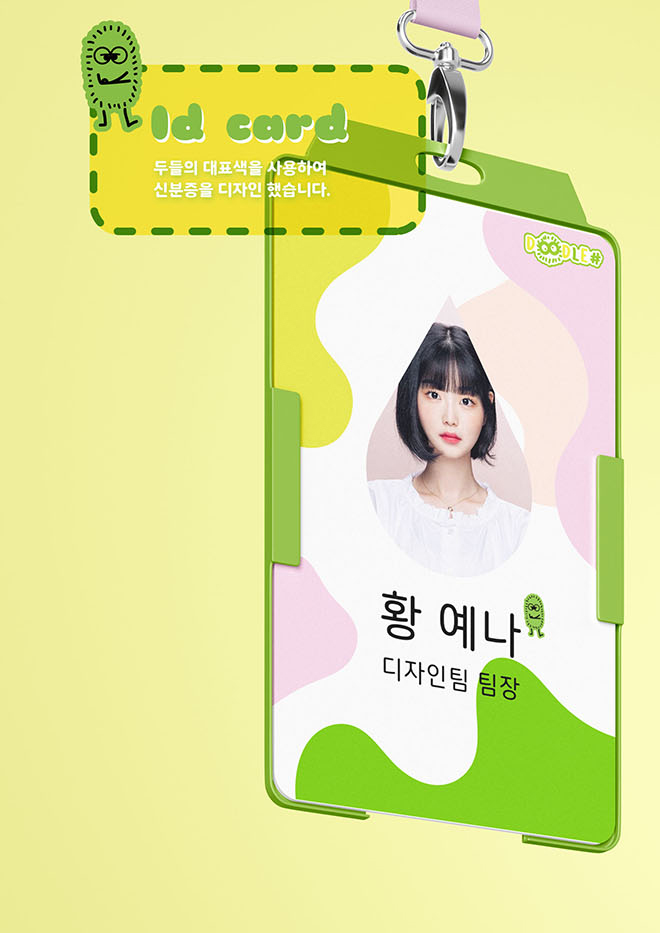 Id card
두들의 대표색을 사용하여
신분증을 디자인 했습니다.
DOODLE#
황 예나
디자인팀 팀장